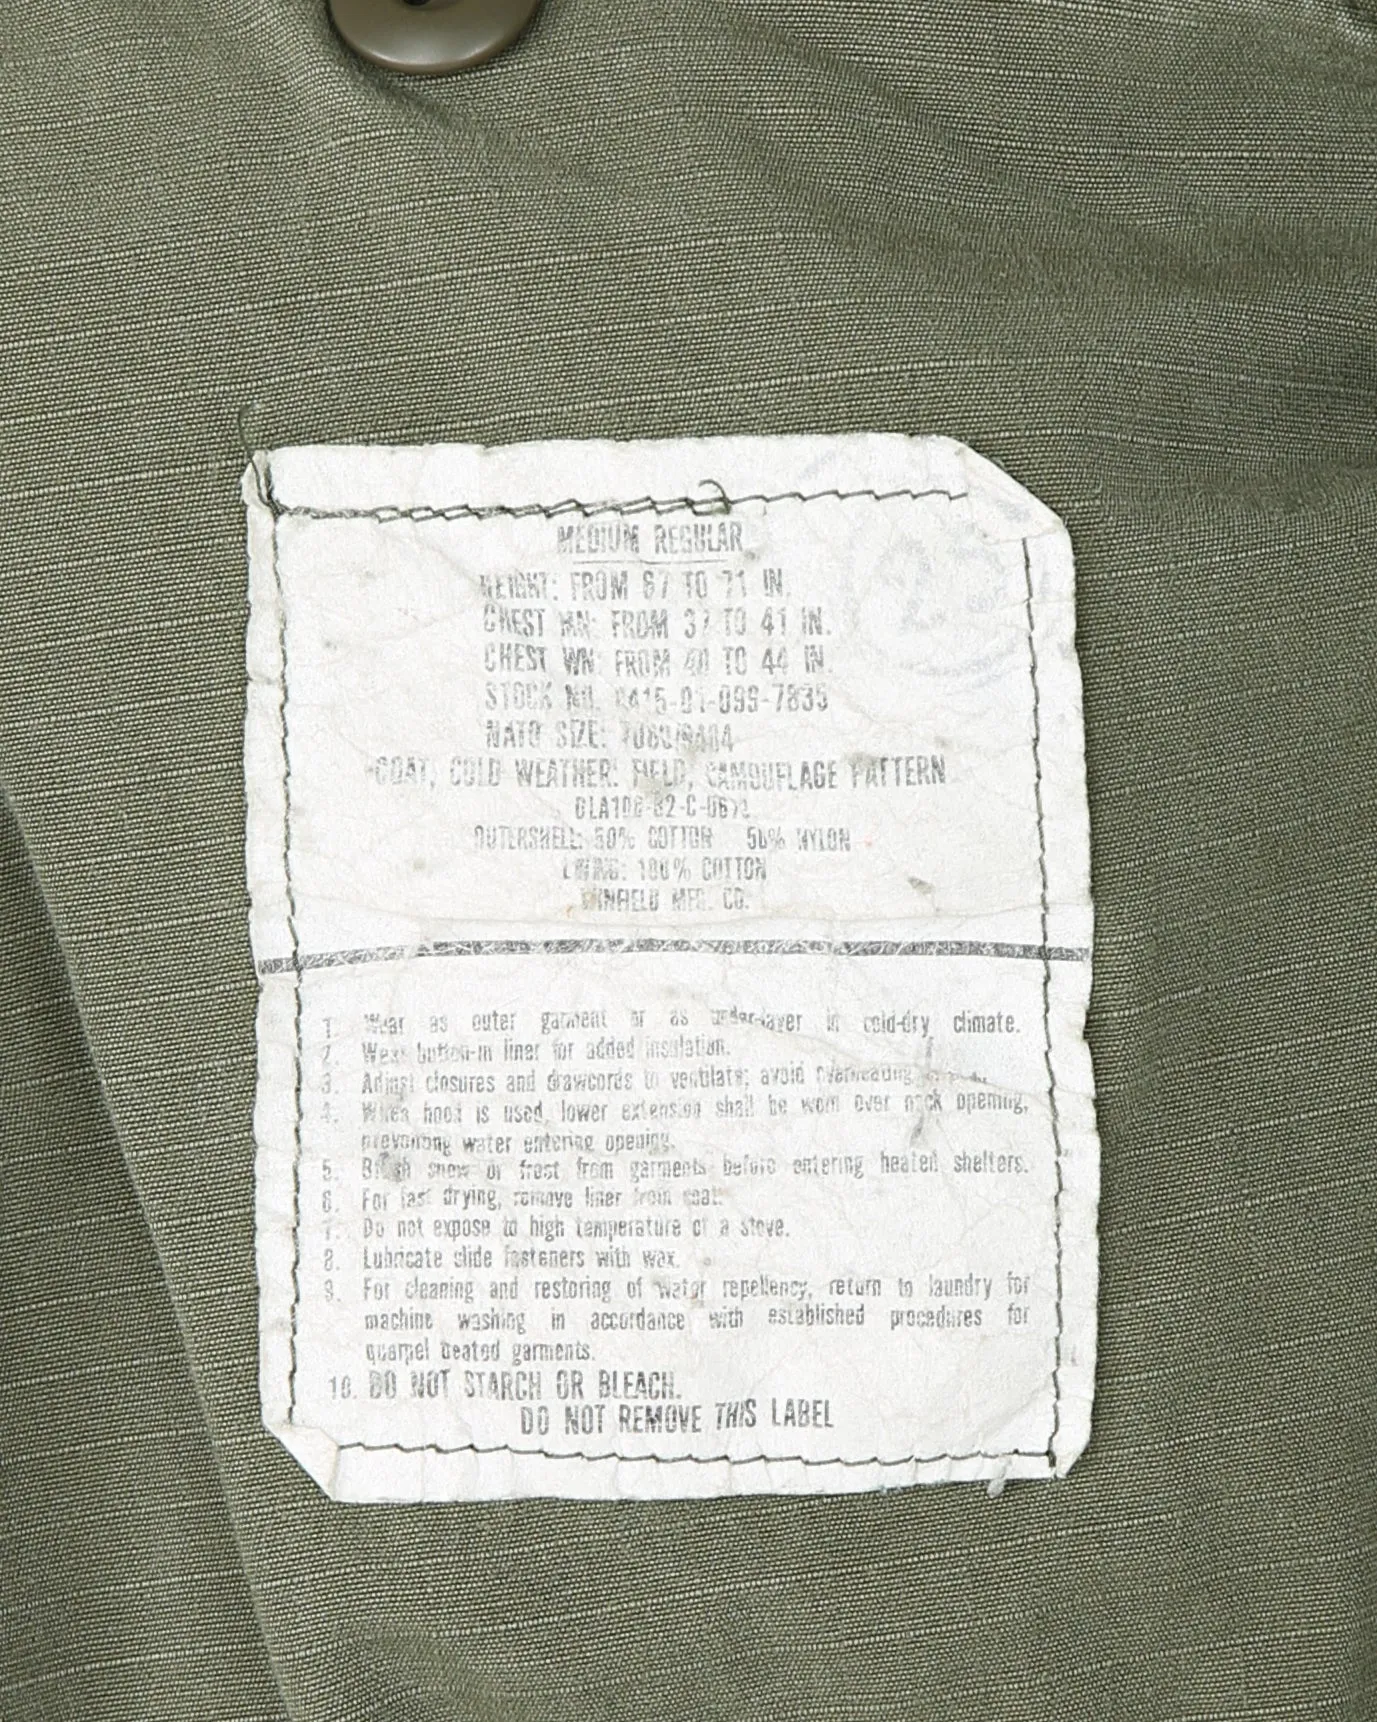 MEDIUM REGULAR
HEIGHT: FROM 67 TO 71 IN.
CHEST MN: FROM 37 TO 41 IN.
CHEST WN: FROM 40 TO 44 IN.
STOCK NO. 8415-01-099-7835
NATO SIZE:
COAT, COLD WEATHER: FIELD, CAMOUFLAGE PATTERN
OUTERSHELL: 50% COTTON 50% NYLON
LINING: 100% COTTON
WINFIELD MFG. CO.
1. Wear as outer garment or as under-layer in cold-dry climate.
2. Wear button-in liner for added insulation.
3. Adjust closures and drawcords to ventilate; avoid overheating
4. When hood is used, lower extension shall be worn over neck opening,
preventing water entering opening.
5. Brush snow or frost from garments before entering heated shelters.
6. For fast drying, remove liner from coat.
7. Do not expose to high temperature of a stove.
8. Lubricate slide fasteners with wax.
9. For cleaning and restoring of water repellency, return to laundry for
machine washing in accordance with established procedures for
quarpel treated garments.
10. DO NOT STARCH OR BLEACH.
DO NOT REMOVE THIS LABEL